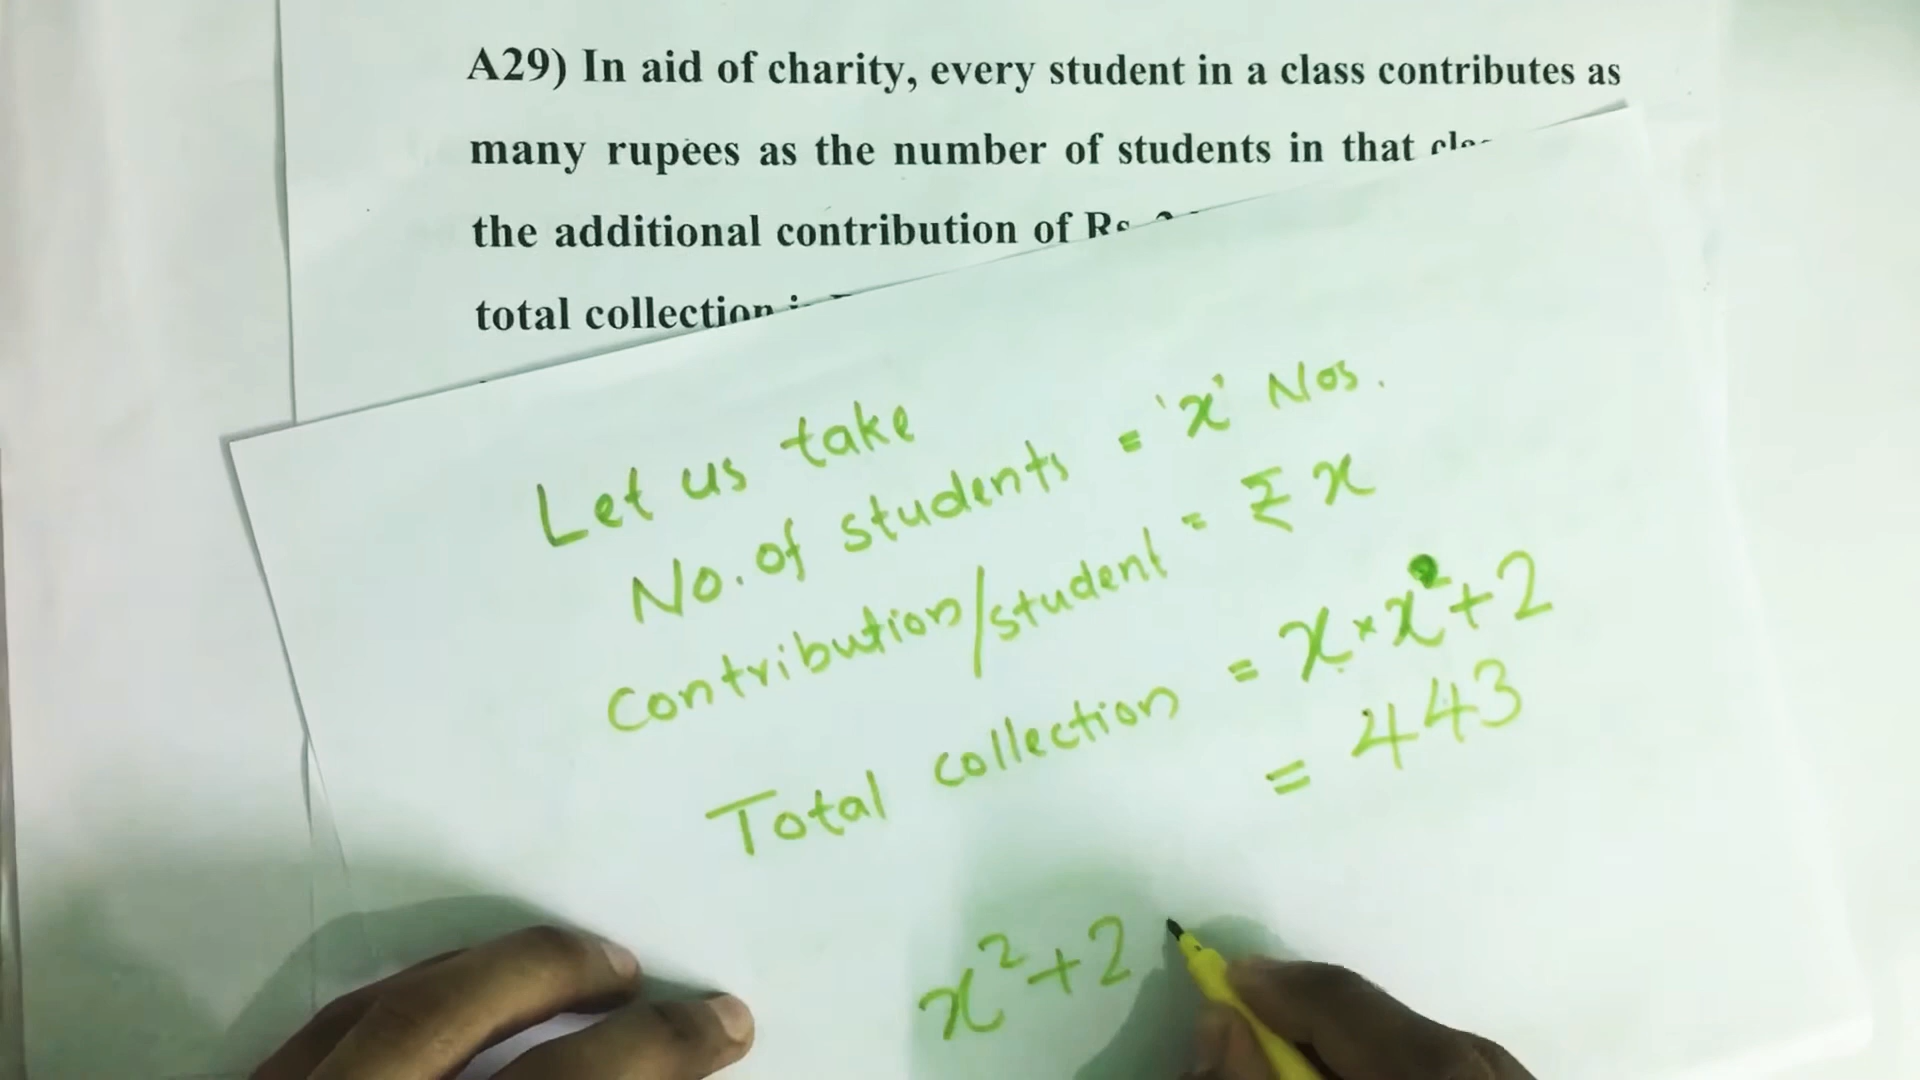 A29) In aid of charity, every student in a class contributes as
many rupees as the number of students in that
the additional contribution of Rs
total collection
Let us take
No. of students = 'x' Nos.
Contribution/student = ₹ x
Total collection = x × x² + 2
= 443
x² + 2